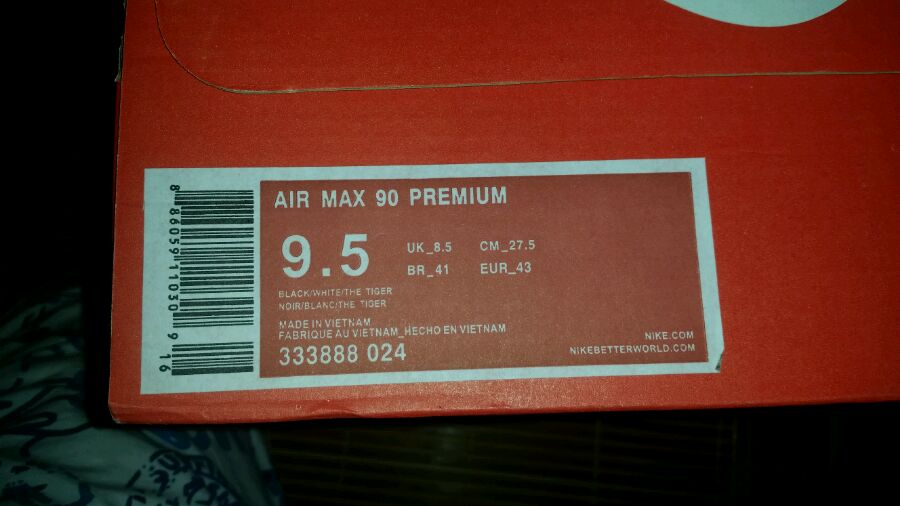 AIR MAX 90 PREMIUM
9.5
UK_8.5 CM_27.5
BR_41 EUR_43
BLACK/WHITE/THE TIGER
NOIR/BLANC/THE TIGER
MADE IN VIETNAM
FABRIQUE AU VIETNAM_HECHO EN VIETNAM
333888 024
NIKE.COM
NIKEBETTERWORLD.COM
8 86059 11030 9 16